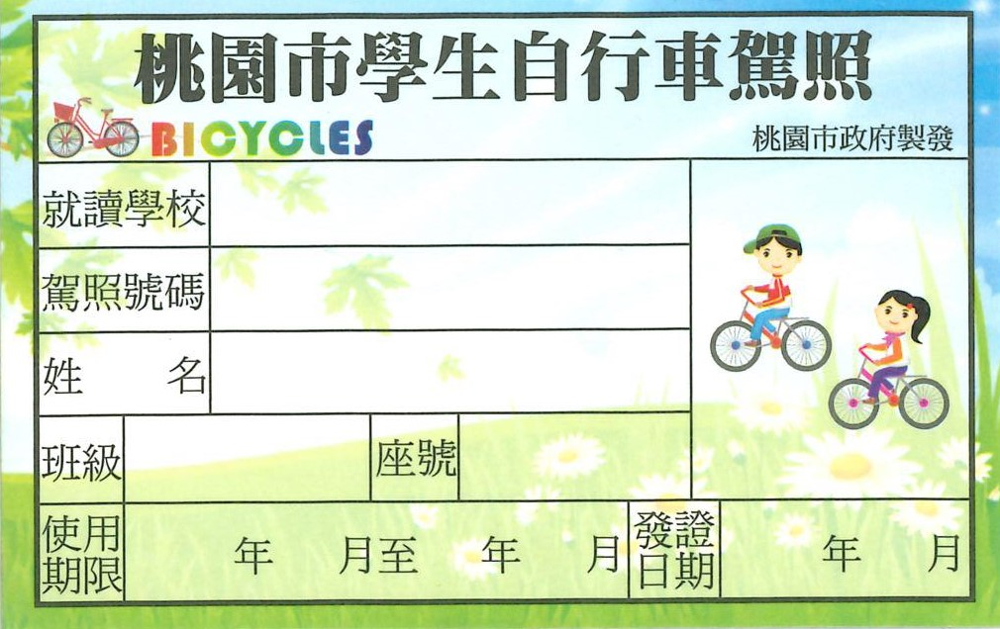 桃園市學生自行車駕照
BICYCLES
桃園市政府製發
就讀學校
駕照號碼
姓 名
班級 座號
使用期限 年 月至 年 月 發證日期 年 月